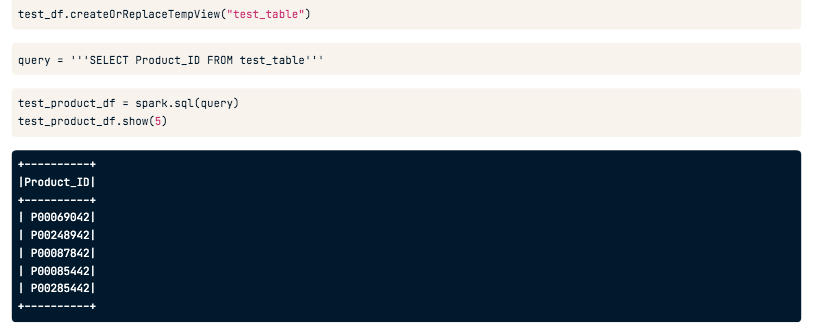 test_df.createOrReplaceTempView("test_table")
query = '''SELECT Product_ID FROM test_table'''
test_product_df = spark.sql(query)
test_product_df.show(5)
+----------+
|Product_ID|
+----------+
| P00069042|
| P00248942|
| P00087842|
| P00085442|
| P00285442|
+----------+